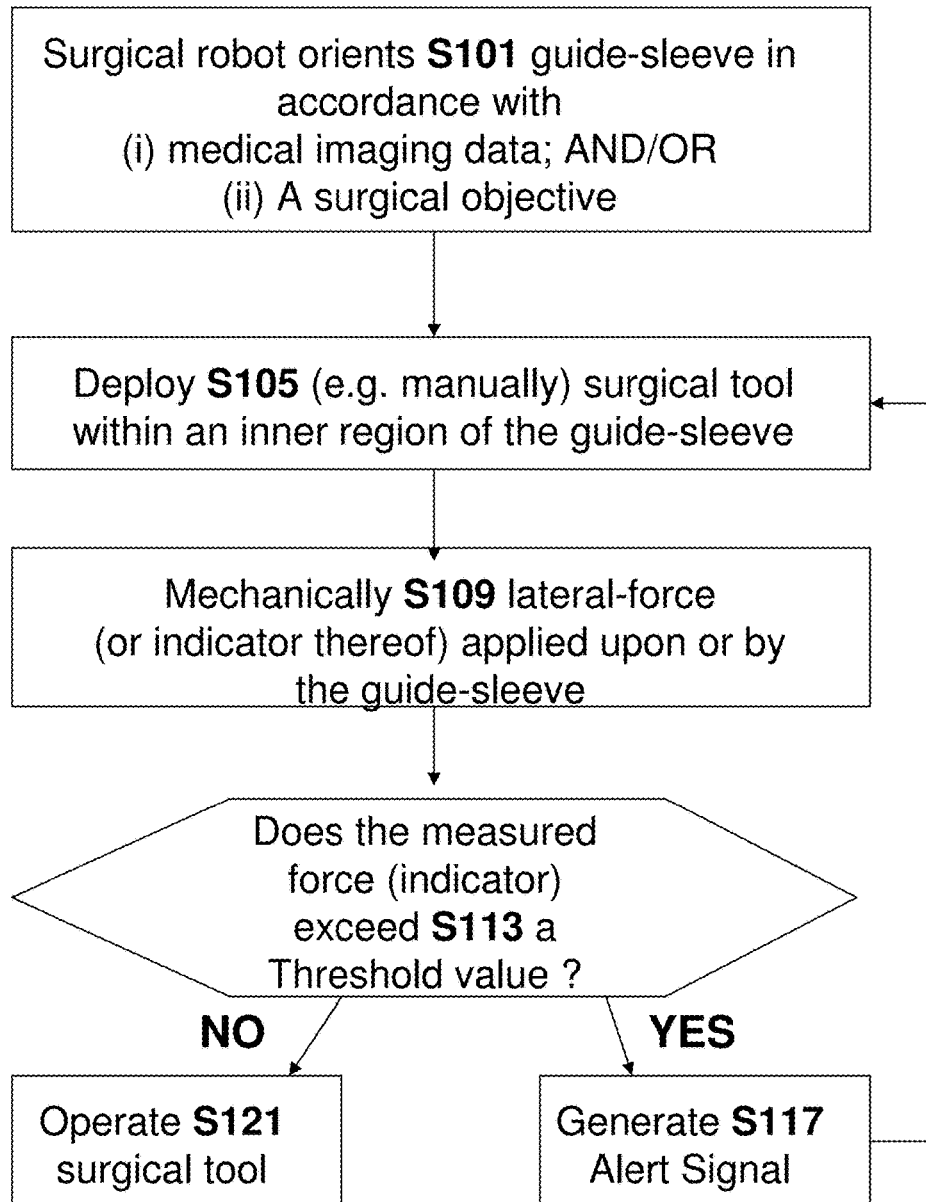 Surgical robot orients S101 guide-sleeve in
accordance with
(i) medical imaging data; AND/OR
(ii) A surgical objective
Deploy S105 (e.g. manually) surgical tool
within an inner region of the guide-sleeve
Mechanically S109 lateral-force
(or indicator thereof) applied upon or by
the guide-sleeve
Does the measured
force (indicator)
exceed S113 a
Threshold value ?
NO
YES
Operate S121
surgical tool
Generate S117
Alert Signal